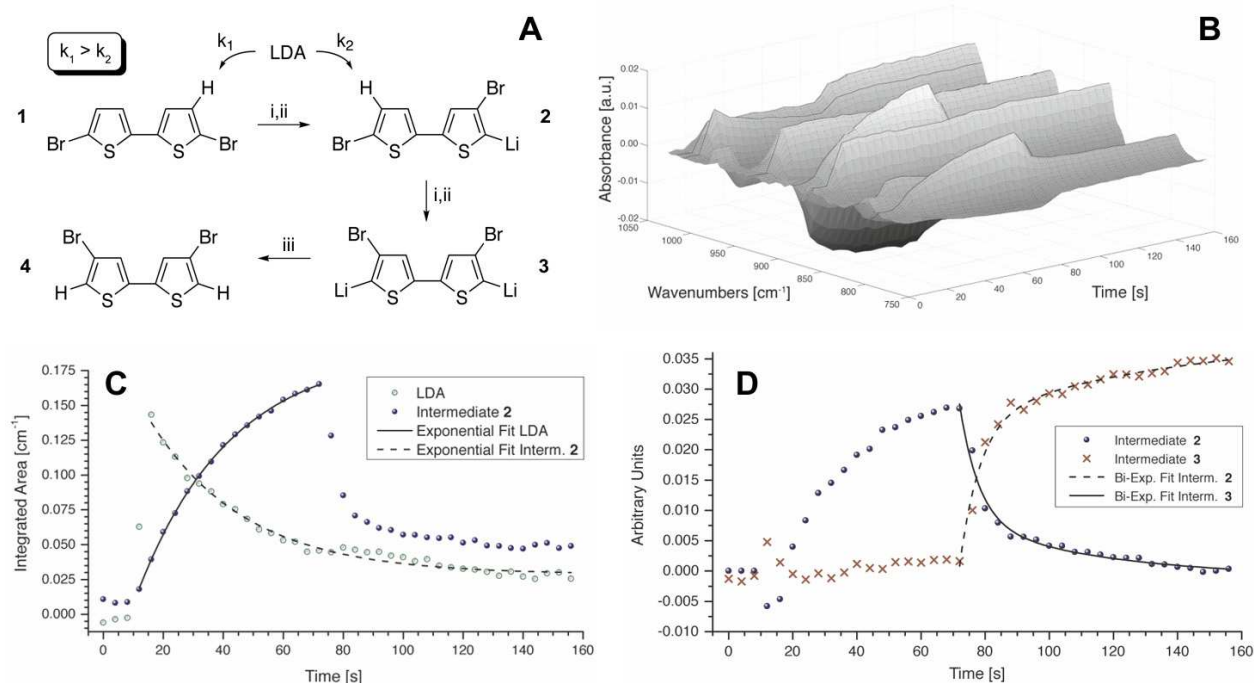 A
k1 > k2
k1
LDA
k2
H
Br
H
1
i,ii
2
Br
S
S
Br
Br
S
S
Li
i,ii
Br
Br
iii
Br
Br
4
3
H
S
S
H
Li
S
S
Li
B
Absorbance [a.u.]
0.02
0.02
0.01
0.01
0.00
-0.01
-0.02
1050
1000
950
900
850
800
750
Wavenumbers [cm-1]
0
20
40
60
80
100
120
140
160
Time [s]
C
Integrated Area [cm-1]
0.175
0.150
0.125
0.100
0.075
0.050
0.025
0.000
LDA
Intermediate 2
Exponential Fit LDA
Exponential Fit Interm. 2
0 20 40 60 80 100 120 140 160
Time [s]
D
Arbitrary Units
0.035
0.030
0.025
0.020
0.015
0.010
0.005
0.000
-0.005
-0.010
Intermediate 2
Intermediate 3
Bi-Exp. Fit Interm. 2
Bi-Exp. Fit Interm. 3
0 20 40 60 80 100 120 140 160
Time [s]